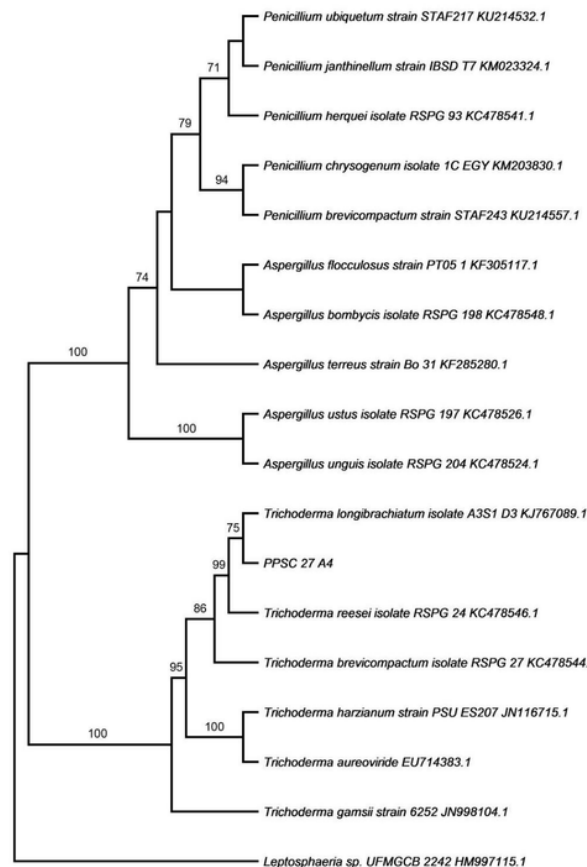 Penicillium ubiquetum strain STAF217 KU214532.1
71
Penicillium janthinellum strain IBSD T7 KM023324.1
Penicillium herquei isolate RSPG 93 KC478541.1
79
Penicillium chrysogenum isolate 1C EGY KM203830.1
94
Penicillium brevicompactum strain STAF243 KU214557.1
Aspergillus flocculosus strain PT05 1 KF305117.1
74
Aspergillus bombycis isolate RSPG 198 KC478548.1
100
Aspergillus terreus strain Bo 31 KF285280.1
Aspergillus ustus isolate RSPG 197 KC478526.1
100
Aspergillus unguis isolate RSPG 204 KC478524.1
Trichoderma longibrachiatum isolate A3S1 D3 KJ767089.1
75
PPSC 27 A4
99
Trichoderma reesei isolate RSPG 24 KC478546.1
86
Trichoderma brevicompactum isolate RSPG 27 KC478544.
95
Trichoderma harzianum strain PSU ES207 JN116715.1
100
100
Trichoderma aureoviride EU714383.1
Trichoderma gamsii strain 6252 JN998104.1
Leptosphaeria sp. UFMGCB 2242 HM997115.1